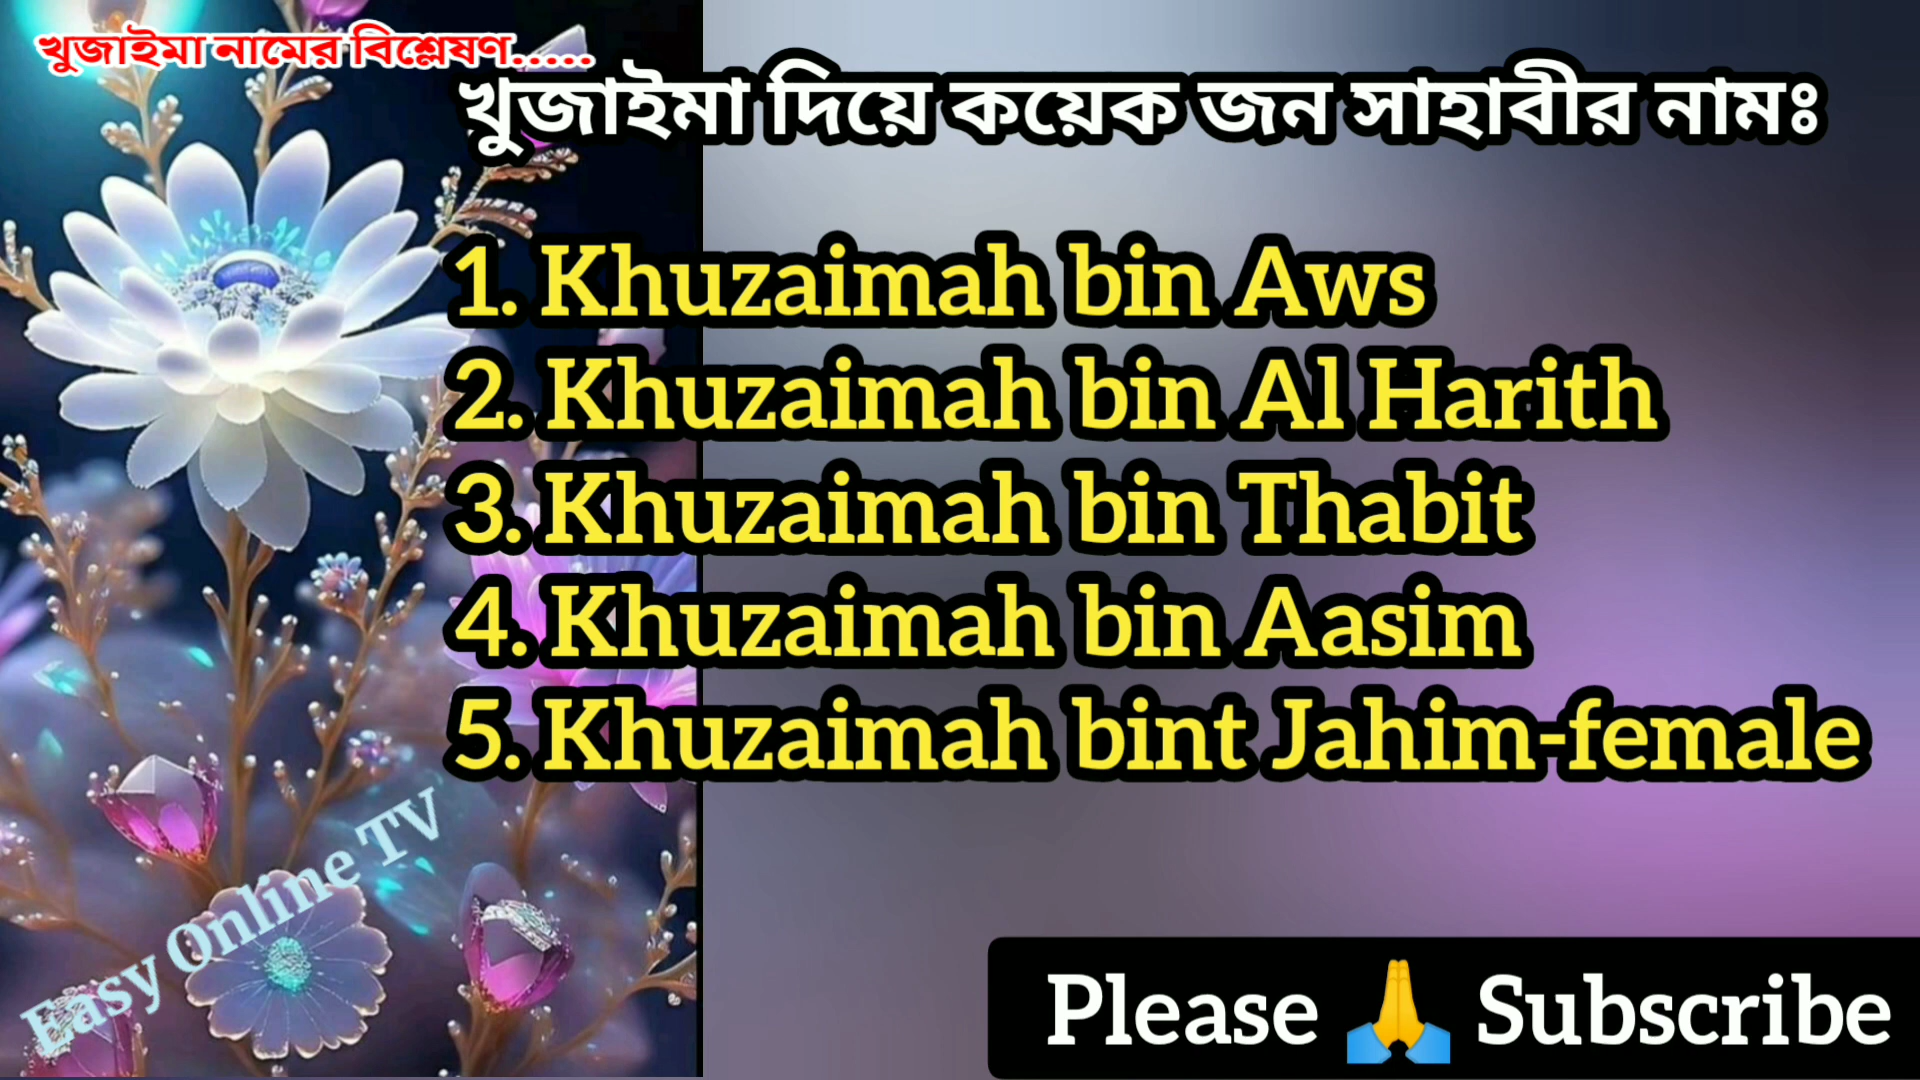 খুজাইমা নামের বিশ্লেষণ.....
খুজাইমা দিয়ে কয়েক জন সাহাবীর নামঃ
1. Khuzaimah bin Aws
2. Khuzaimah bin Al Harith
3. Khuzaimah bin Thabit
4. Khuzaimah bin Aasim
5. Khuzaimah bint Jahim-female
Easy Online TV
Please 🙏 Subscribe